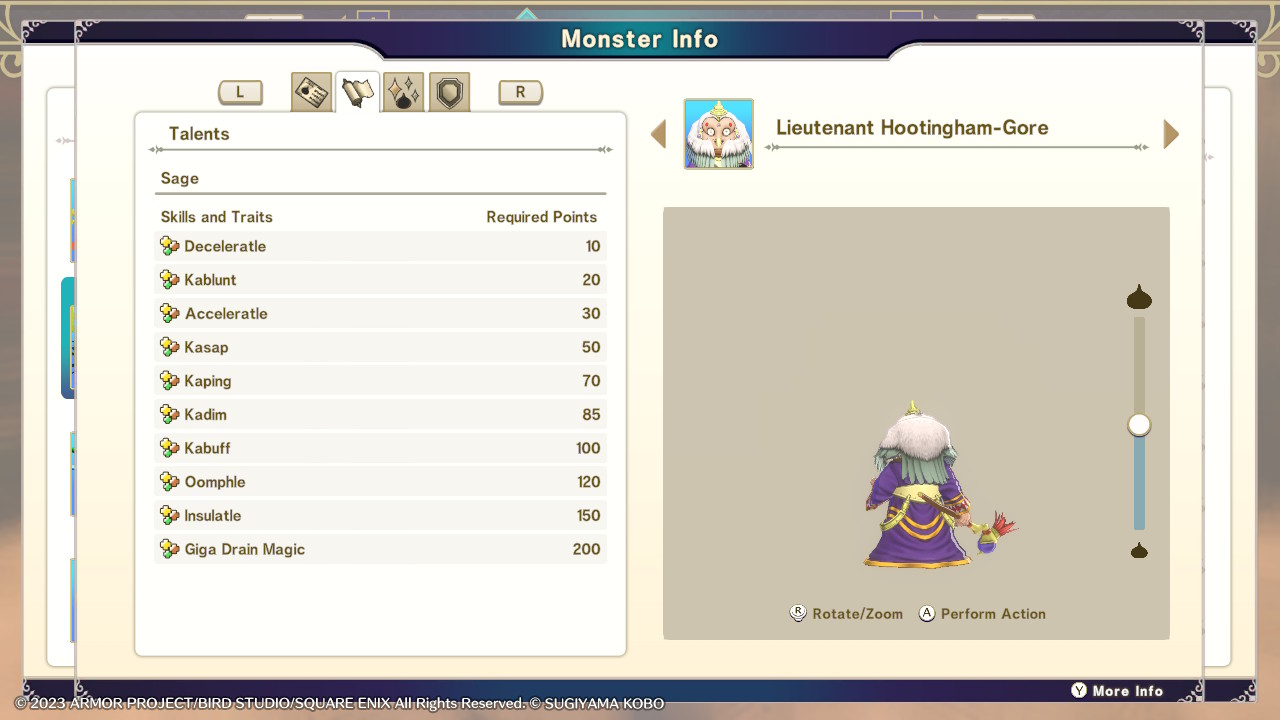 Monster Info
L
R
Talents
Sage
Skills and Traits Required Points
Deceleratle 10
Kablunt 20
Acceleratle 30
Kasap 50
Kaping 70
Kadim 85
Kabuff 100
Oomphle 120
Insulatle 150
Giga Drain Magic 200
Lieutenant Hootingham-Gore
R Rotate/Zoom A Perform Action
Y More Info
© 2023 ARMOR PROJECT/BIRD STUDIO/SQUARE ENIX All Rights Reserved. © SUGIYAMA KOBO